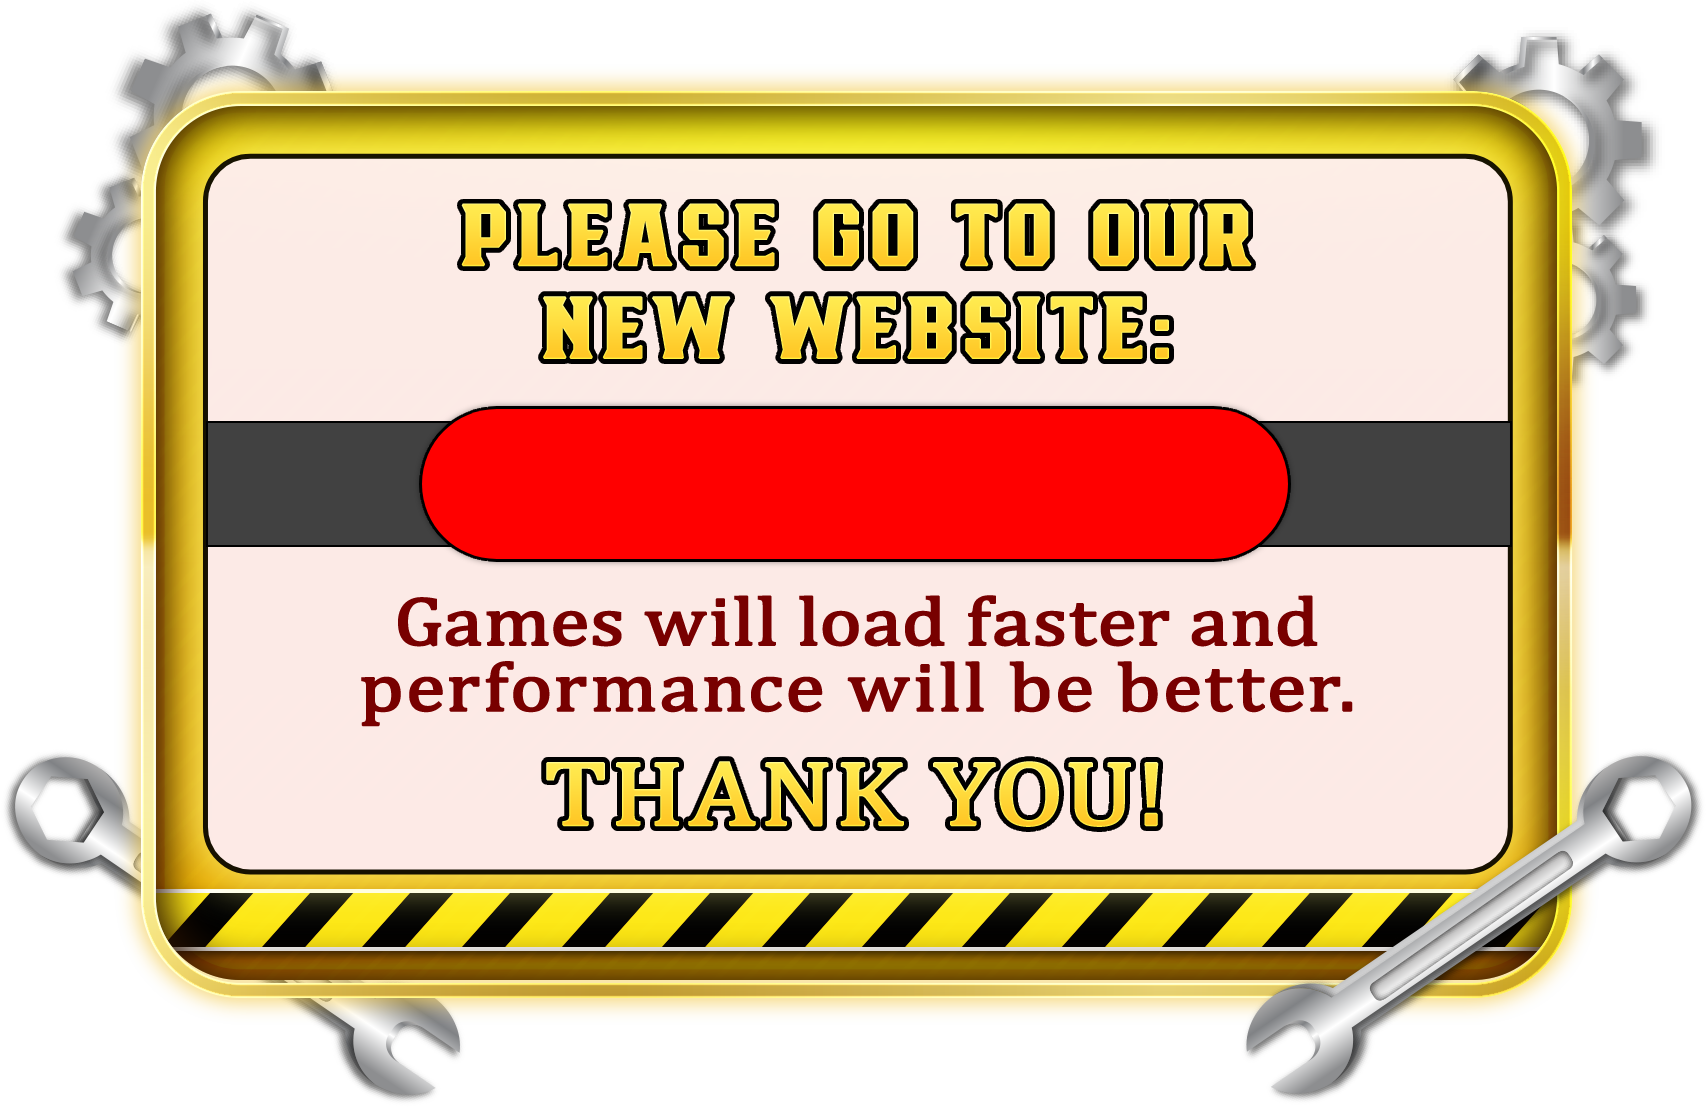 PLEASE GO TO OUR
NEW WEBSITE:
Games will load faster and
performance will be better.
THANK YOU!